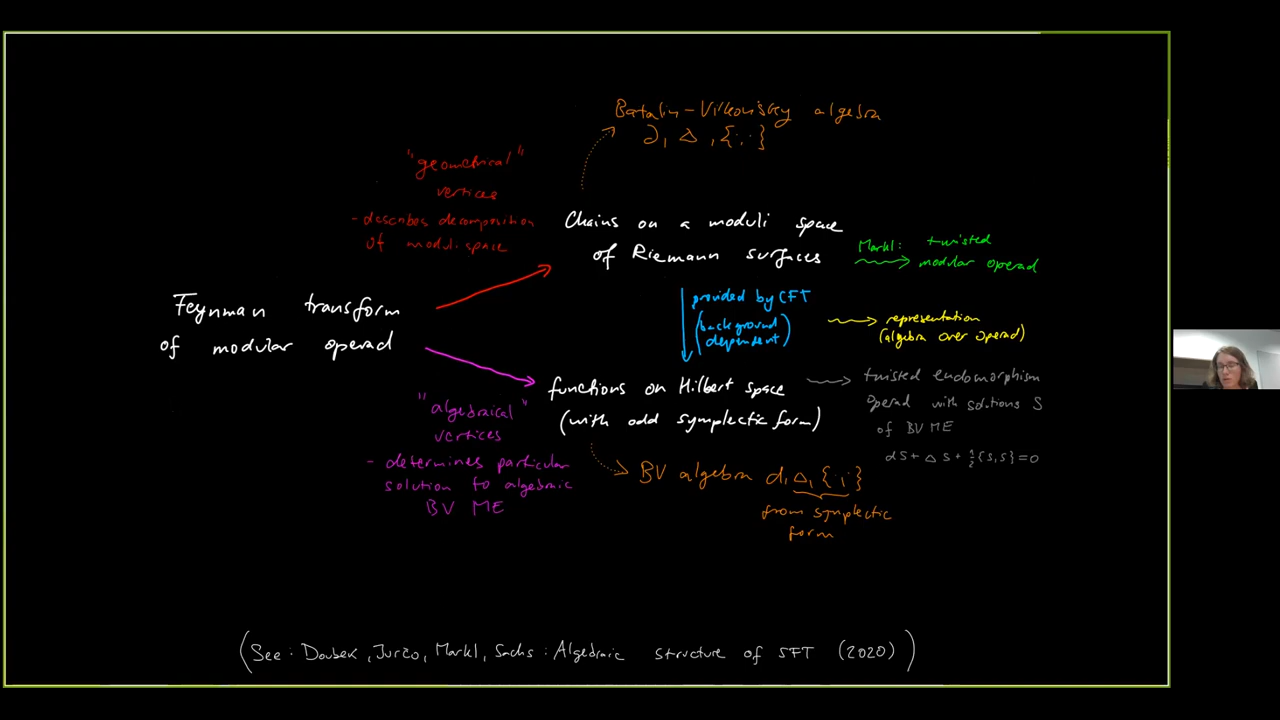 Batalin-Vilkovisky algebra
∂, Δ, {·,·}
"geometrical"
vertices
- describes decomposition
of moduli space
Chains on a moduli space
of Riemann surfaces
Markl: twisted
modular operad
Feynman transform
of modular operad
provided by CFT
(background
dependent)
representation
(algebra over operad)
functions on Hilbert space
(with odd symplectic form)
twisted endomorphism
operad with solutions S
of BV ME
dS + ΔS + ½{S,S} = 0
"algebraical"
vertices
- determines particular
solution to algebraic
BV ME
BV algebra d, Δ, {·,·}
from symplectic
form
(See: Doubek, Jurčo, Markl, Sachs: Algebraic structure of SFT (2020))